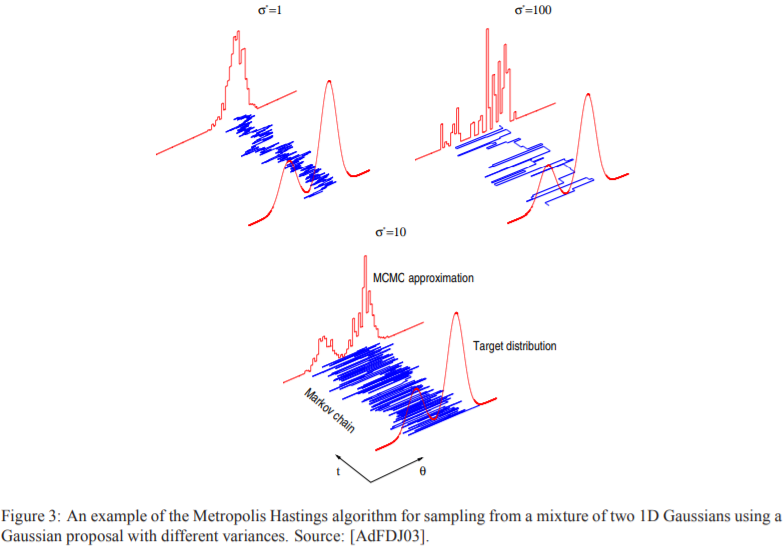 σ*=1
σ*=100
σ*=10
MCMC approximation
Target distribution
Markov chain
t
θ
Figure 3: An example of the Metropolis Hastings algorithm for sampling from a mixture of two 1D Gaussians using a
Gaussian proposal with different variances. Source: [AdFDJ03].